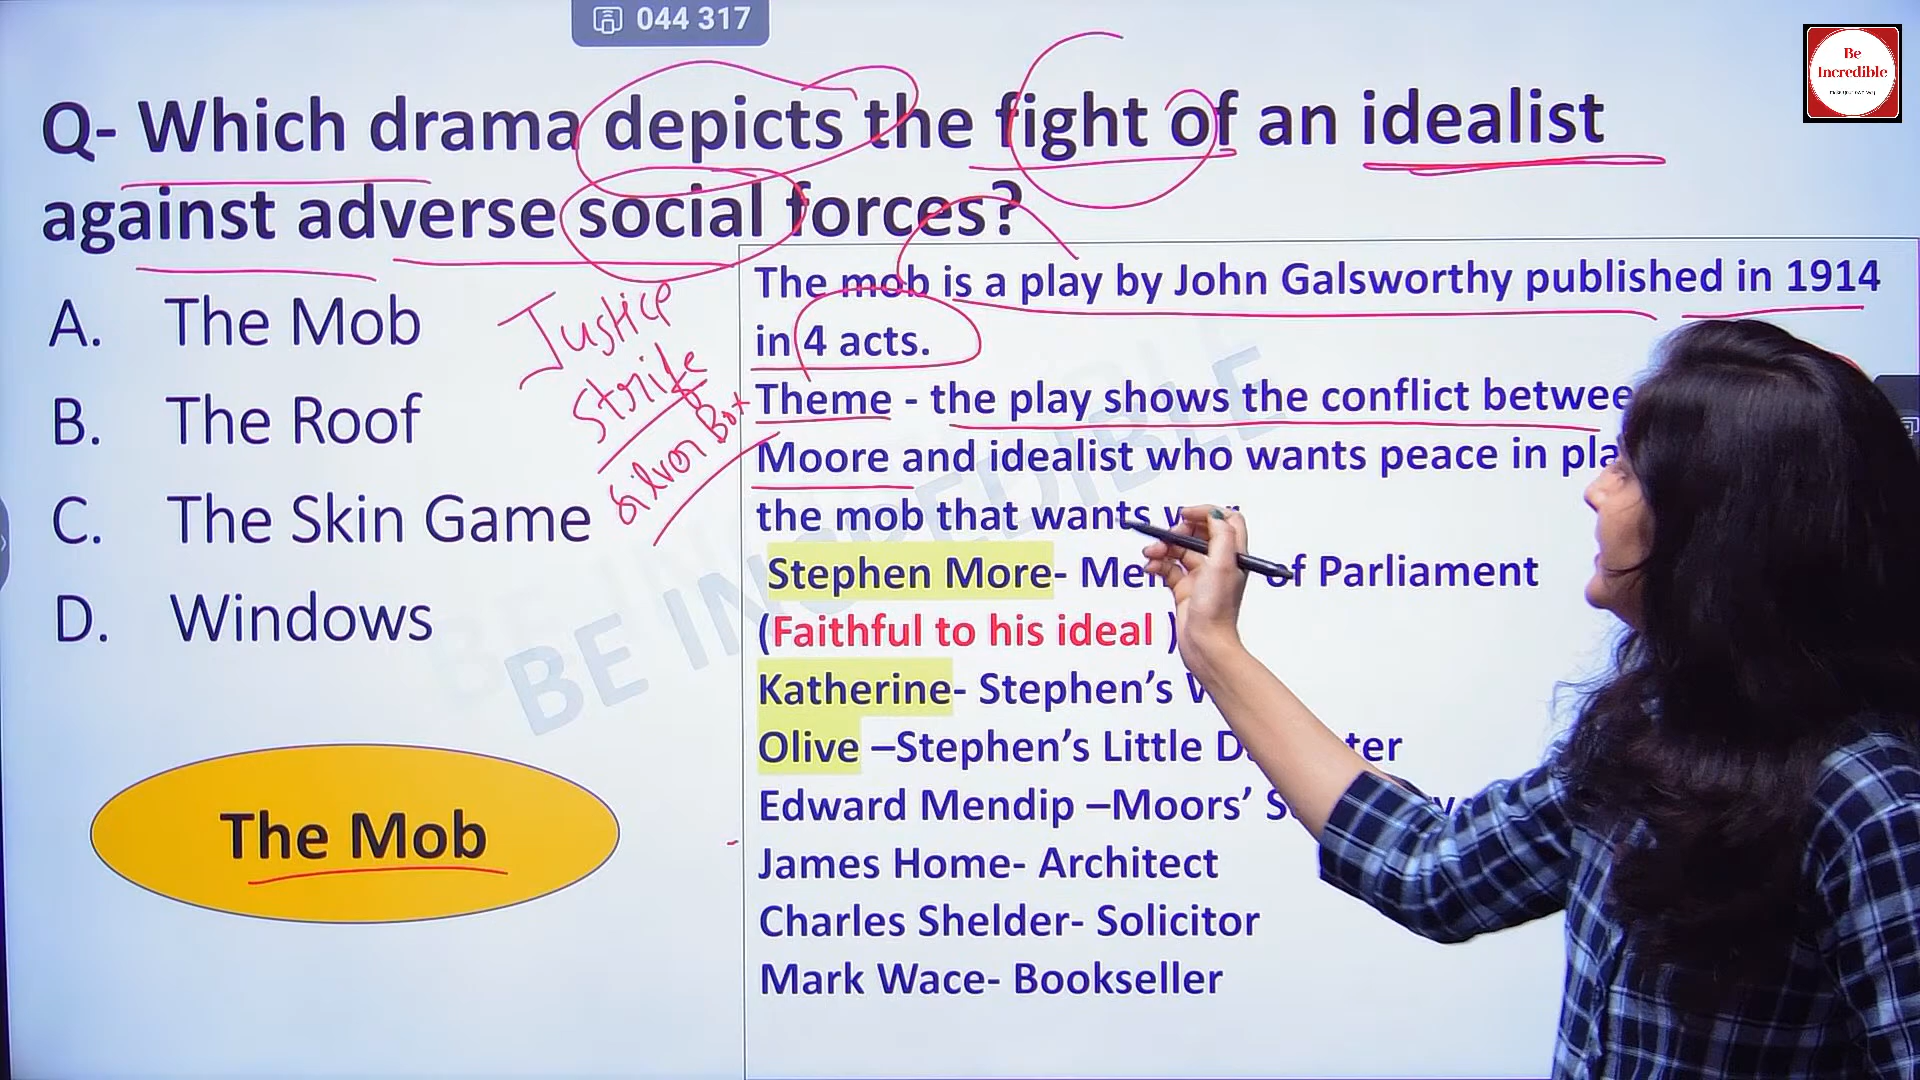 044 317
Be
Incredible
Q- Which drama depicts the fight of an idealist
against adverse social forces?
A. The Mob
B. The Roof
C. The Skin Game
D. Windows
Justice
Strife
Silver Box
The Mob
The mob is a play by John Galsworthy published in 1914
in 4 acts.
Theme - the play shows the conflict
Moore and idealist who wants peace in
the mob that wants
Stephen More- of Parliament
(Faithful to his ideal )
Katherine- Stephen’s
Olive –Stephen’s Little
Edward Mendip –Moors’
James Home- Architect
Charles Shelder- Solicitor
Mark Wace- Bookseller
BE INCREDIBLE